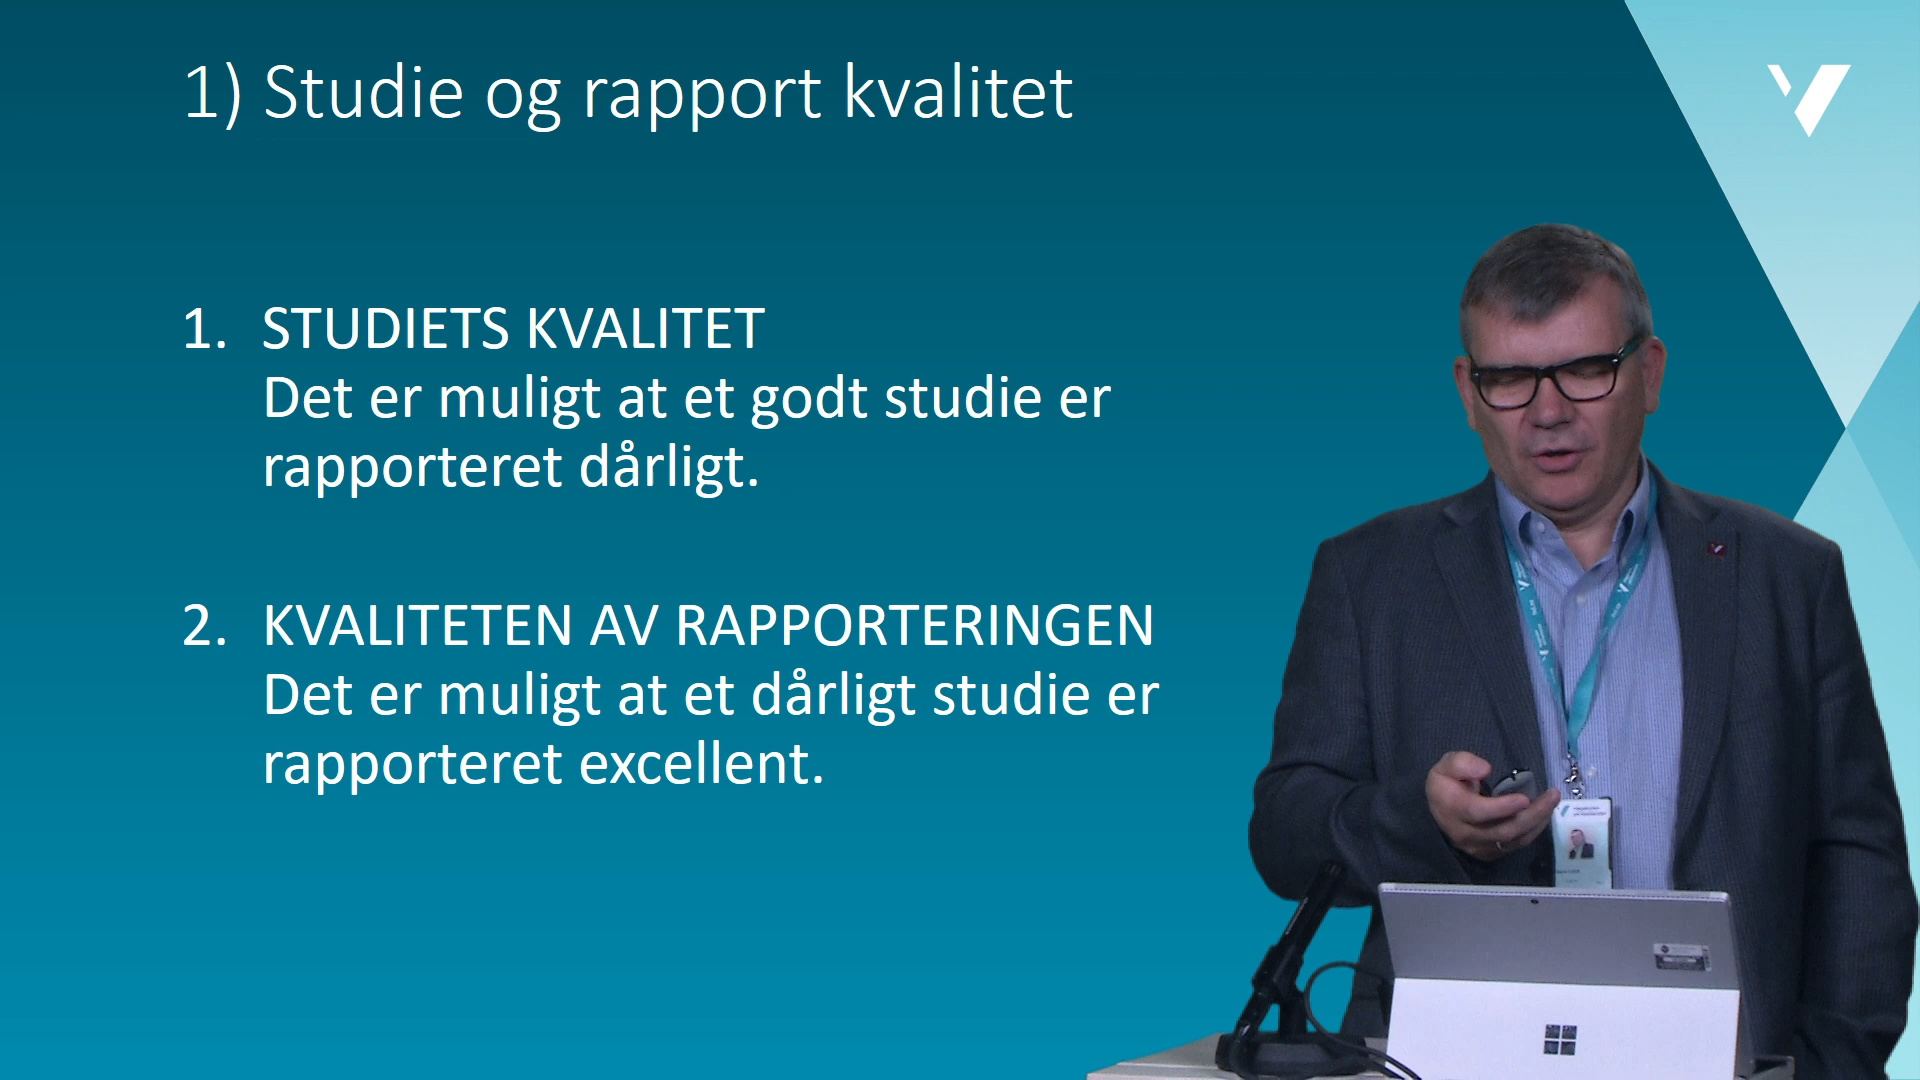 1) Studie og rapport kvalitet
1. STUDIETS KVALITET
Det er muligt at et godt studie er
rapporteret dårligt.
2. KVALITETEN AV RAPPORTERINGEN
Det er muligt at et dårligt studie er
rapporteret excellent.